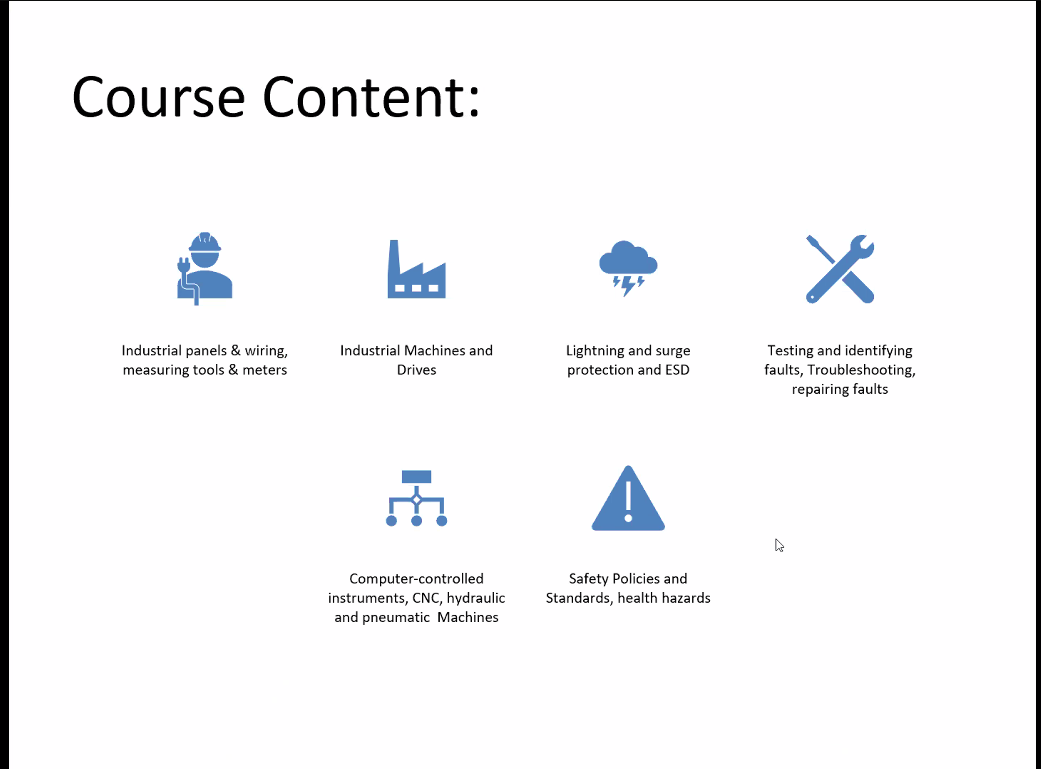 Course Content:
Industrial panels & wiring,
measuring tools & meters
Industrial Machines and
Drives
Lightning and surge
protection and ESD
Testing and identifying
faults, Troubleshooting,
repairing faults
Computer-controlled
instruments, CNC, hydraulic
and pneumatic  Machines
Safety Policies and
Standards, health hazards